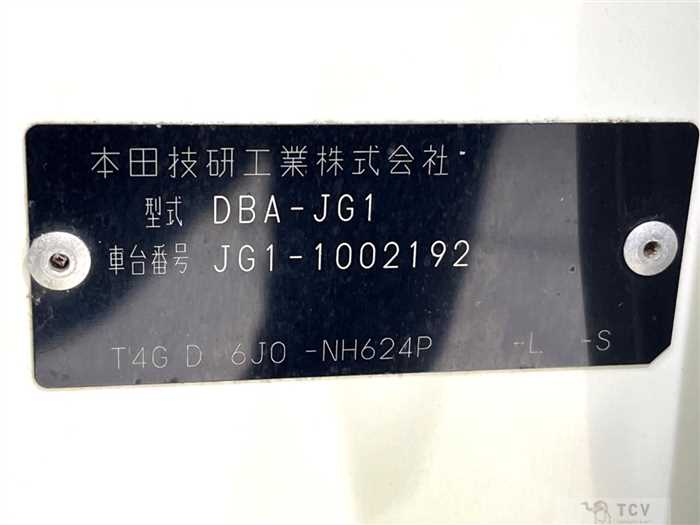 本田技研工業株式会社
型式 DBA-JG1
車台番号 JG1-1002192
T4G D 6J0 -NH624P -L -S
TCV